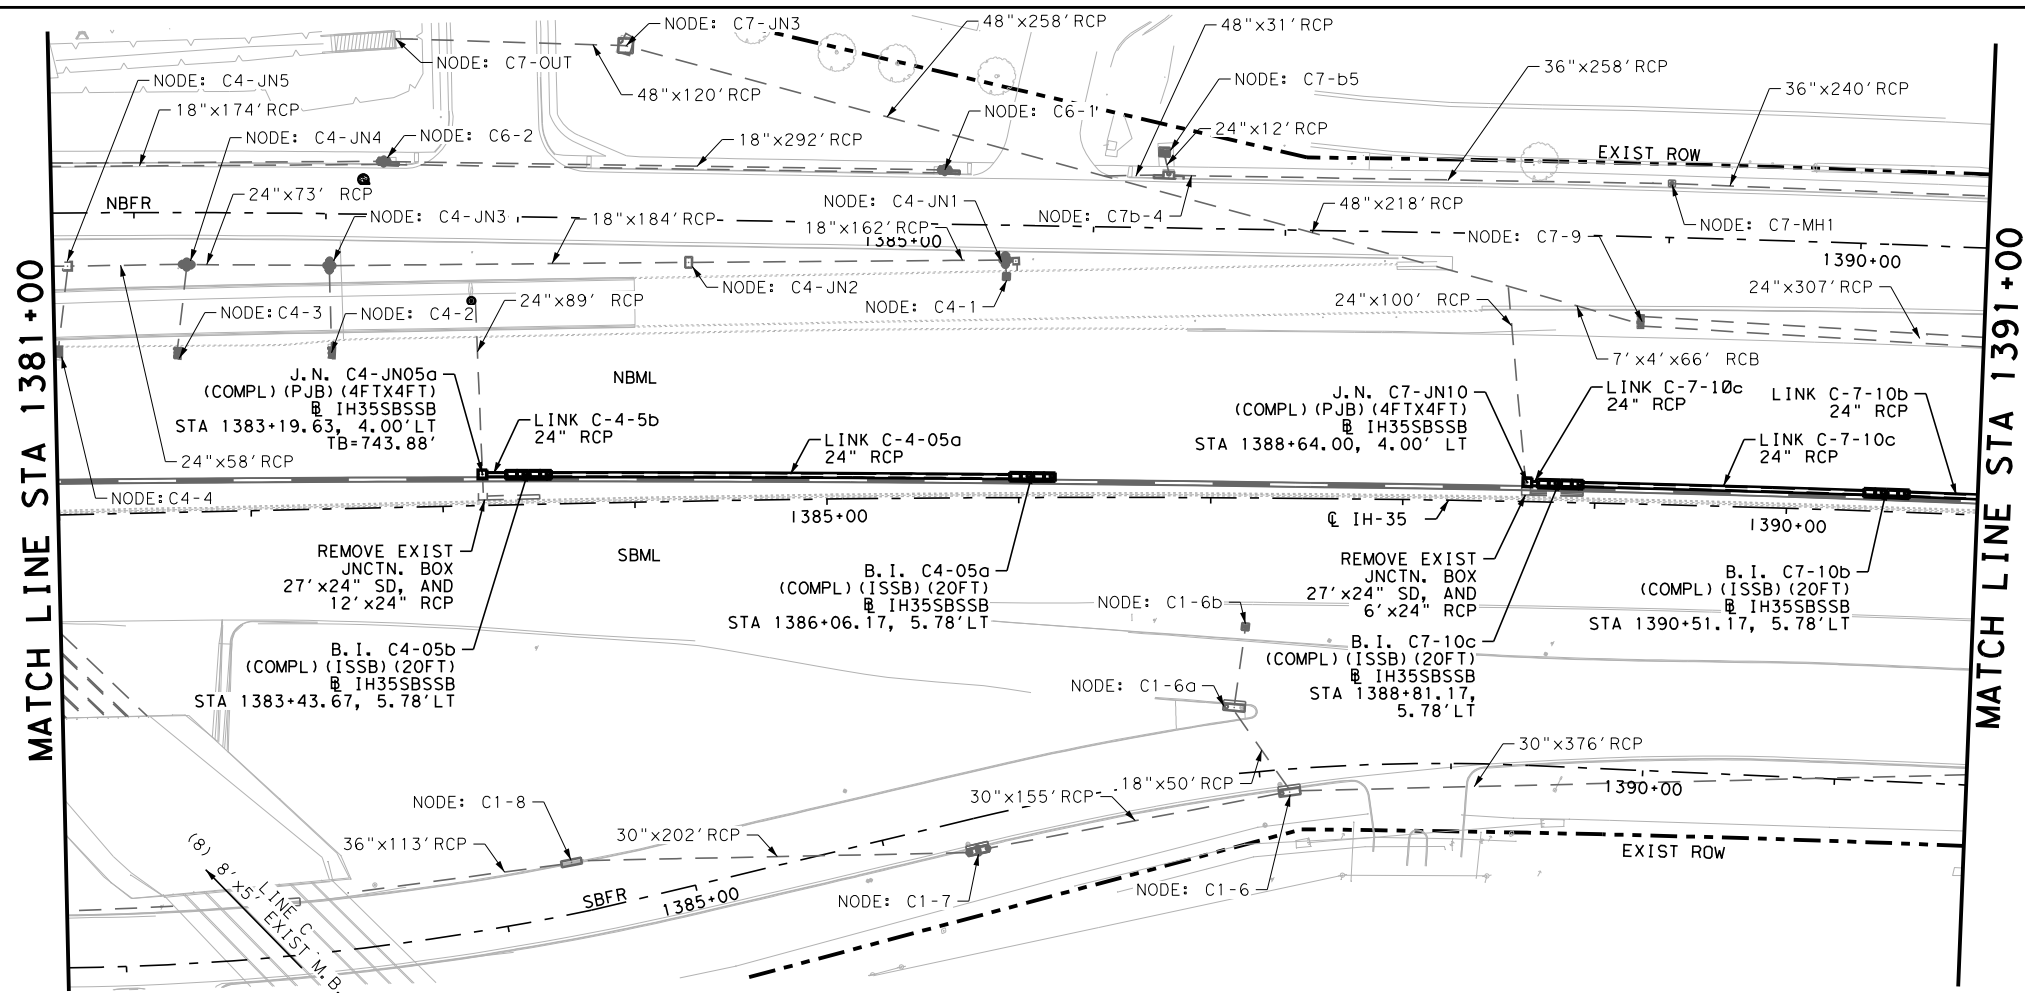 MATCH LINE STA 1381+00
MATCH LINE STA 1391+00
NODE: C7-JN3
48"x258' RCP
48"x31' RCP
NODE: C7-OUT
NODE: C4-JN5
NODE: C7-b5
36"x258' RCP
36"x240' RCP
18"x174' RCP
48"x120' RCP
NODE: C6-1
NODE: C4-JN4
NODE: C6-2
18"x292' RCP
24"x12' RCP
EXIST ROW
24"x73' RCP
NBFR
NODE: C4-JN3
18"x184' RCP
NODE: C4-JN1
18"x162' RCP
1385+00
NODE: C7b-4
48"x218' RCP
NODE: C7-MH1
NODE: C7-9
1390+00
NODE: C4-JN2
NODE: C4-1
24"x307' RCP
NODE: C4-3
NODE: C4-2
24"x89' RCP
24"x100' RCP
7'x4'x66' RCB
NBML
J.N. C4-JN05a
(COMPL)(PJB)(4FTX4FT)
BL IH35SBSSB
STA 1383+19.63, 4.00'LT
TB=743.88'
LINK C-4-5b
24" RCP
LINK C-4-05a
24" RCP
J.N. C7-JN10
(COMPL)(PJB)(4FTX4FT)
BL IH35SBSSB
STA 1388+64.00, 4.00' LT
LINK C-7-10c
24" RCP
LINK C-7-10b
24" RCP
LINK C-7-10c
24" RCP
24"x58' RCP
NODE: C4-4
1385+00
CL IH-35
1390+00
SBML
REMOVE EXIST
JNCTN. BOX
27'x24" SD, AND
12'x24" RCP
B.I. C4-05a
(COMPL)(ISSB)(20FT)
BL IH35SBSSB
STA 1386+06.17, 5.78'LT
REMOVE EXIST
JNCTN. BOX
27'x24" SD, AND
6'x24" RCP
B.I. C7-10b
(COMPL)(ISSB)(20FT)
BL IH35SBSSB
STA 1390+51.17, 5.78'LT
NODE: C1-6b
B.I. C4-05b
(COMPL)(ISSB)(20FT)
BL IH35SBSSB
STA 1383+43.67, 5.78'LT
B.I. C7-10c
(COMPL)(ISSB)(20FT)
BL IH35SBSSB
STA 1388+81.17,
5.78'LT
NODE: C1-6a
30"x376' RCP
18"x50' RCP
30"x155' RCP
1390+00
NODE: C1-8
30"x202' RCP
36"x113' RCP
EXIST ROW
SBFR
1385+00
NODE: C1-7
NODE: C1-6
LINE C
(8) 8'x5' EXIST M.B.